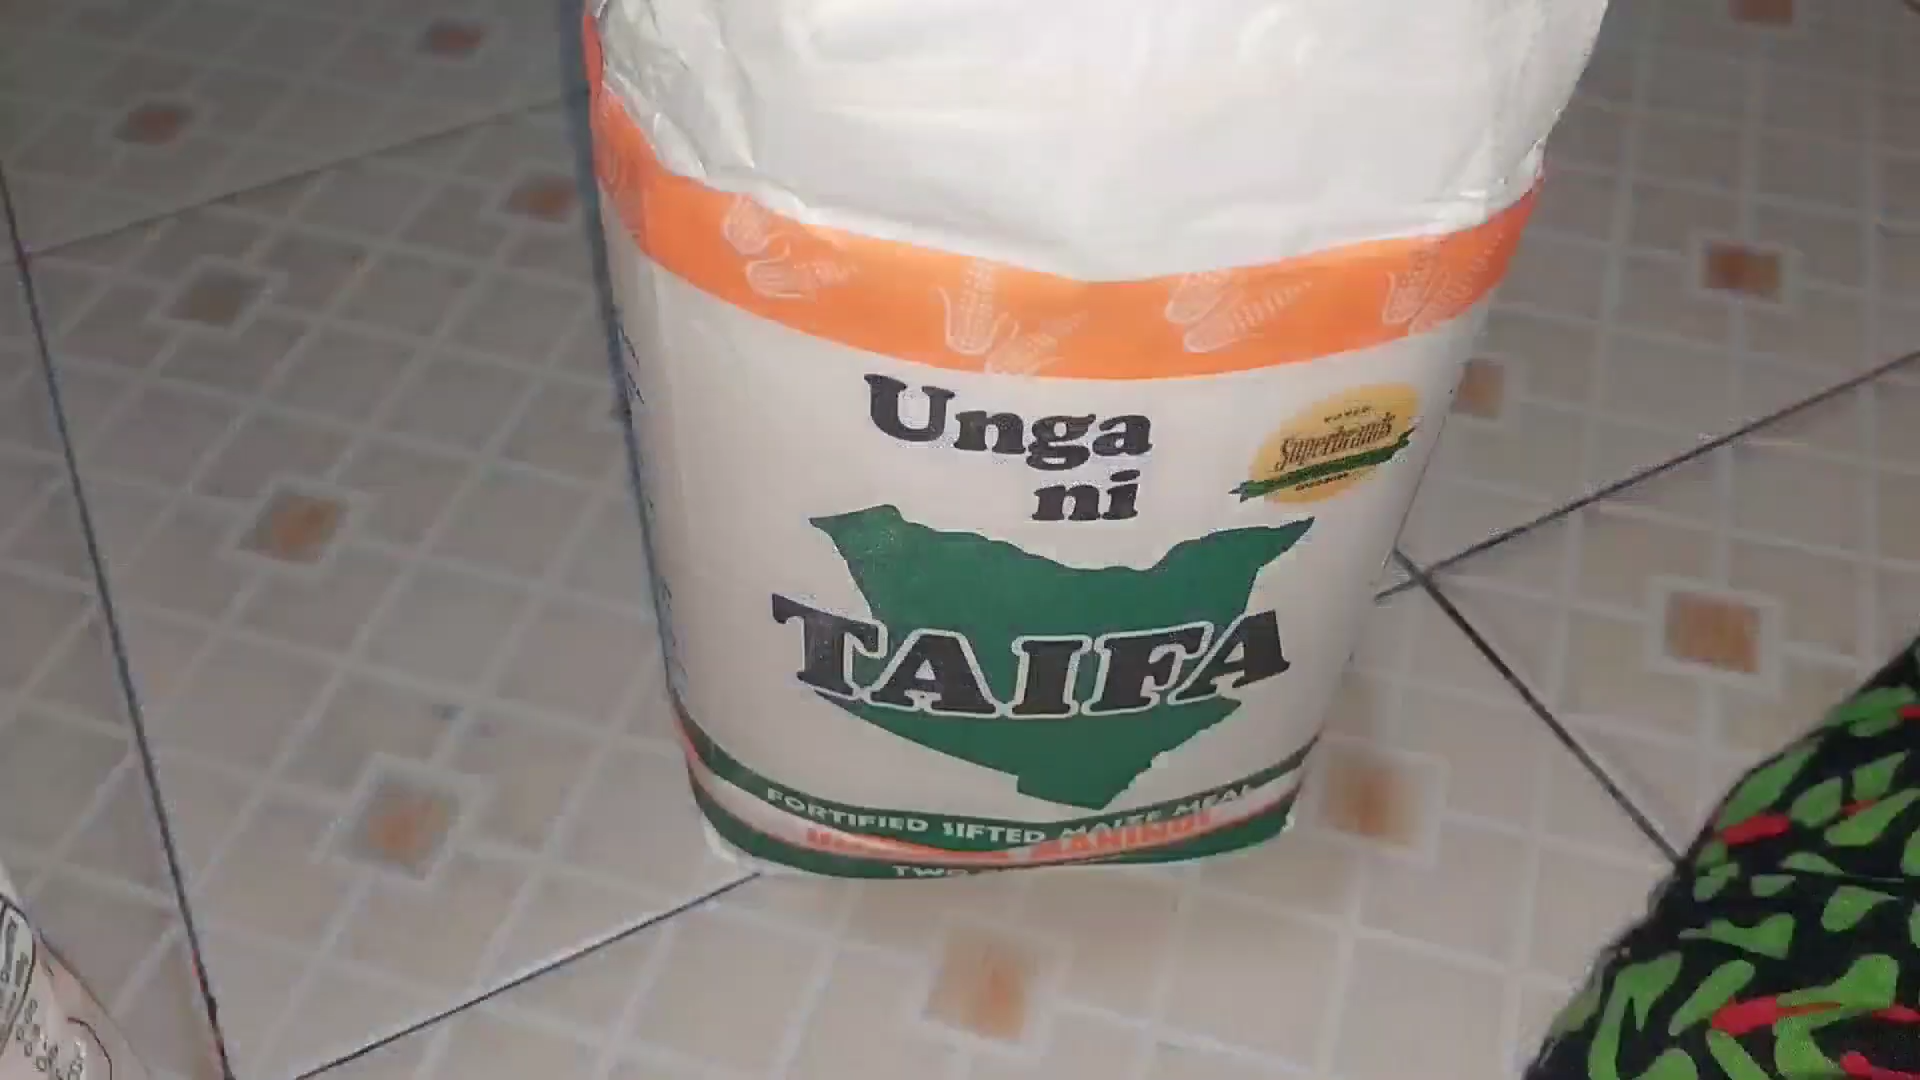 Unga
ni
Superbrands
TAIFA
FORTIFIED SIFTED MAIZE MEAL